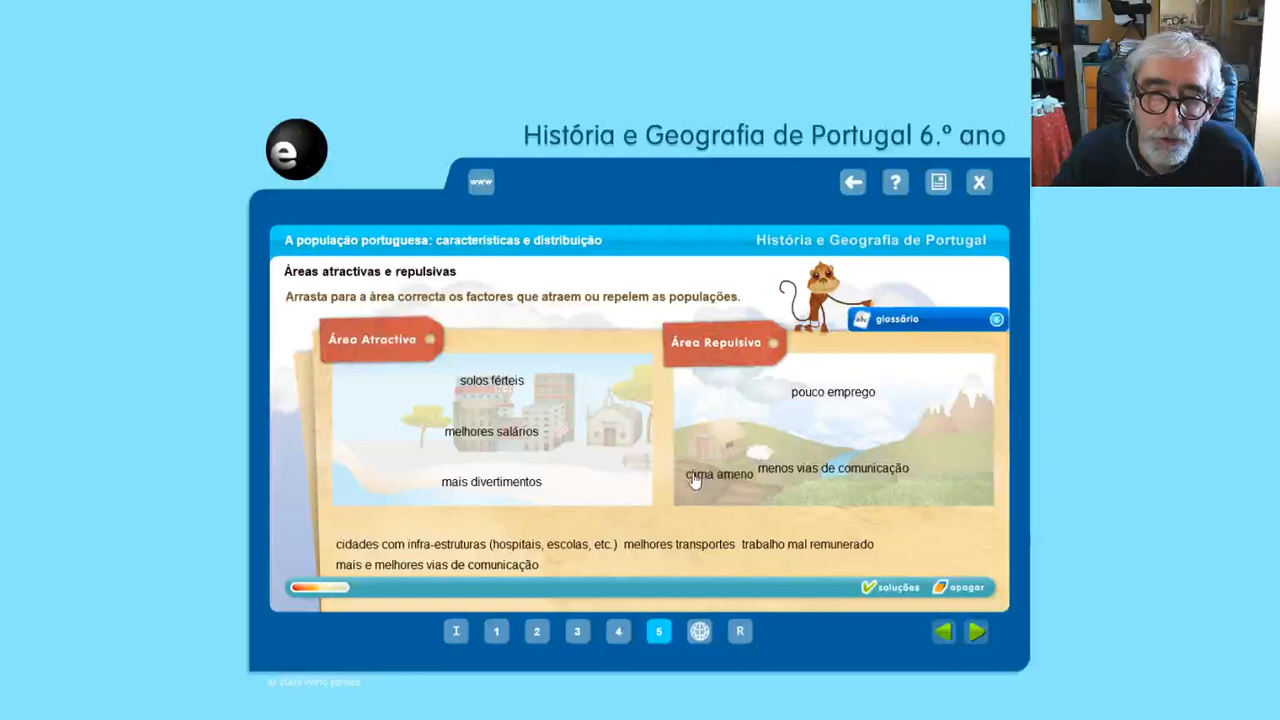 História e Geografia de Portugal 6.º ano
e
www
?
X
A população portuguesa: características e distribuição
História e Geografia de Portugal
Áreas atractivas e repulsivas
Arrasta para a área correcta os factores que atraem ou repelem as populações.
abc glossário
Área Atractiva
Área Repulsiva
solos férteis
pouco emprego
melhores salários
menos vias de comunicação
clima ameno
mais divertimentos
cidades com infra-estruturas (hospitais, escolas, etc.) melhores transportes trabalho mal remunerado
mais e melhores vias de comunicação
soluções
apagar
I 1 2 3 4 5 R